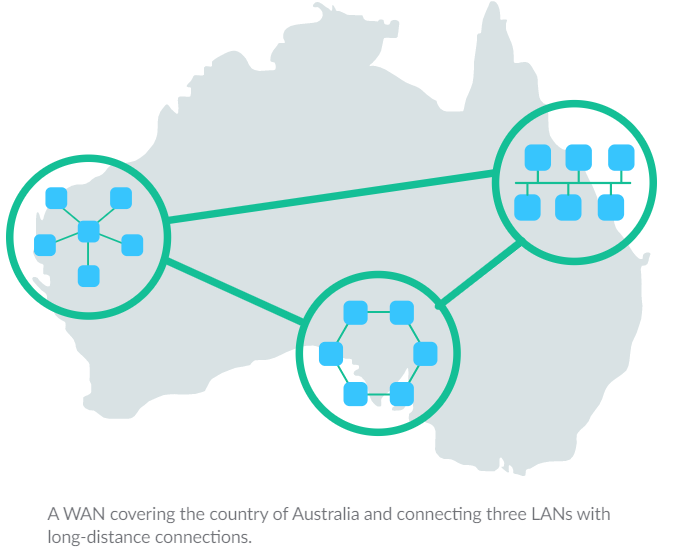 A WAN covering the country of Australia and connecting three LANs with
long-distance connections.